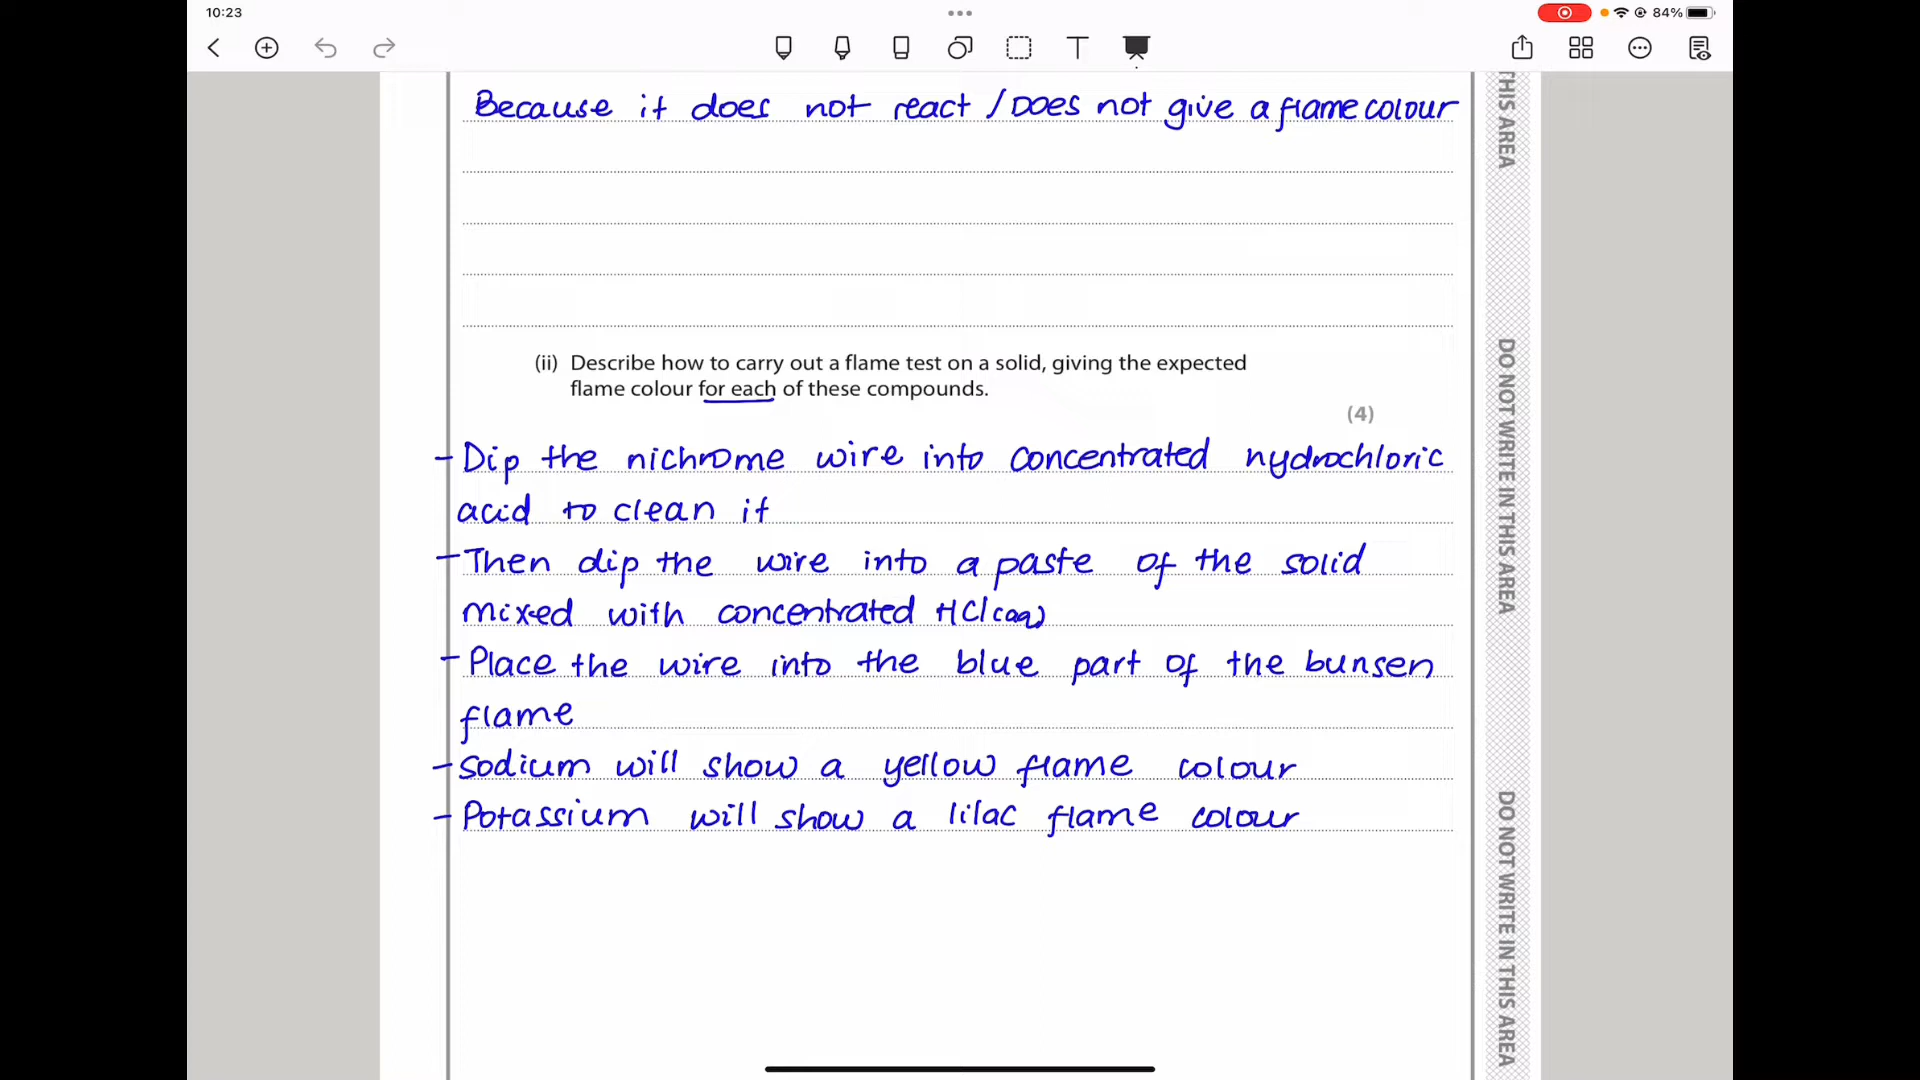 10:23
84%
Because it does not react / Does not give a flame colour
THIS AREA
(ii) Describe how to carry out a flame test on a solid, giving the expected
flame colour for each of these compounds.
(4)
DO NOT WRITE IN THIS AREA
- Dip the nichrome wire into concentrated hydrochloric
acid to clean it
- Then dip the wire into a paste of the solid
mixed with concentrated HCl(aq)
- Place the wire into the blue part of the bunsen
flame
- Sodium will show a yellow flame colour
- Potassium will show a lilac flame colour
DO NOT WRITE IN THIS AREA